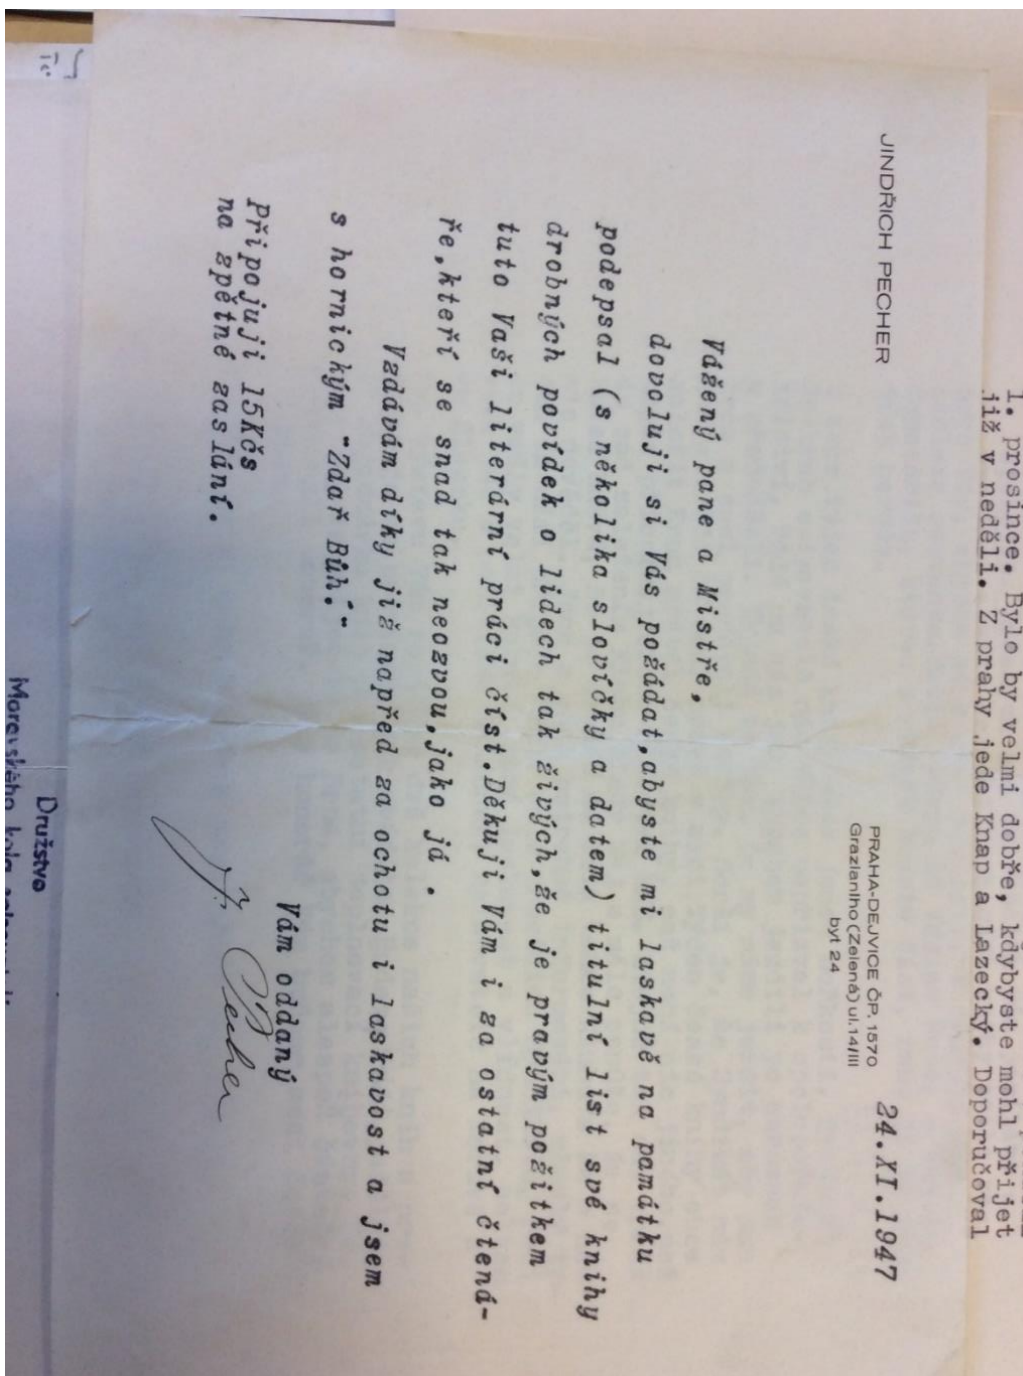 1. prosince. Bylo by velmi dobře, kdybyste mohl přijet
již v neděli. Z prahy jede Knap a Lazecký. Doporučoval
JINDŘICH PECHER
PRAHA-DEJVICE ČP. 1570
Grazianiho (Zelená) ul. 14/III
byt 24
24.XI.1947
Vážený pane a Mistře,
dovoluji si Vás požádat,abyste mi laskavě na památku
podepsal (s několika slovíčky a datem) titulní list své knihy
drobných povídek o lidech tak živých,že je pravým požitkem
tuto Vaši literární práci číst.Děkuji Vám i za ostatní čtená-
ře,kteří se snad tak neozvou,jako já .
Vzdávám díky již napřed za ochotu i laskavost a jsem
s hornickým "Zdař Bůh."
Vám oddaný
Připojuji 15Kčs
na zpětné zaslání.
J. Pecher
Družstvo
Moravského kola